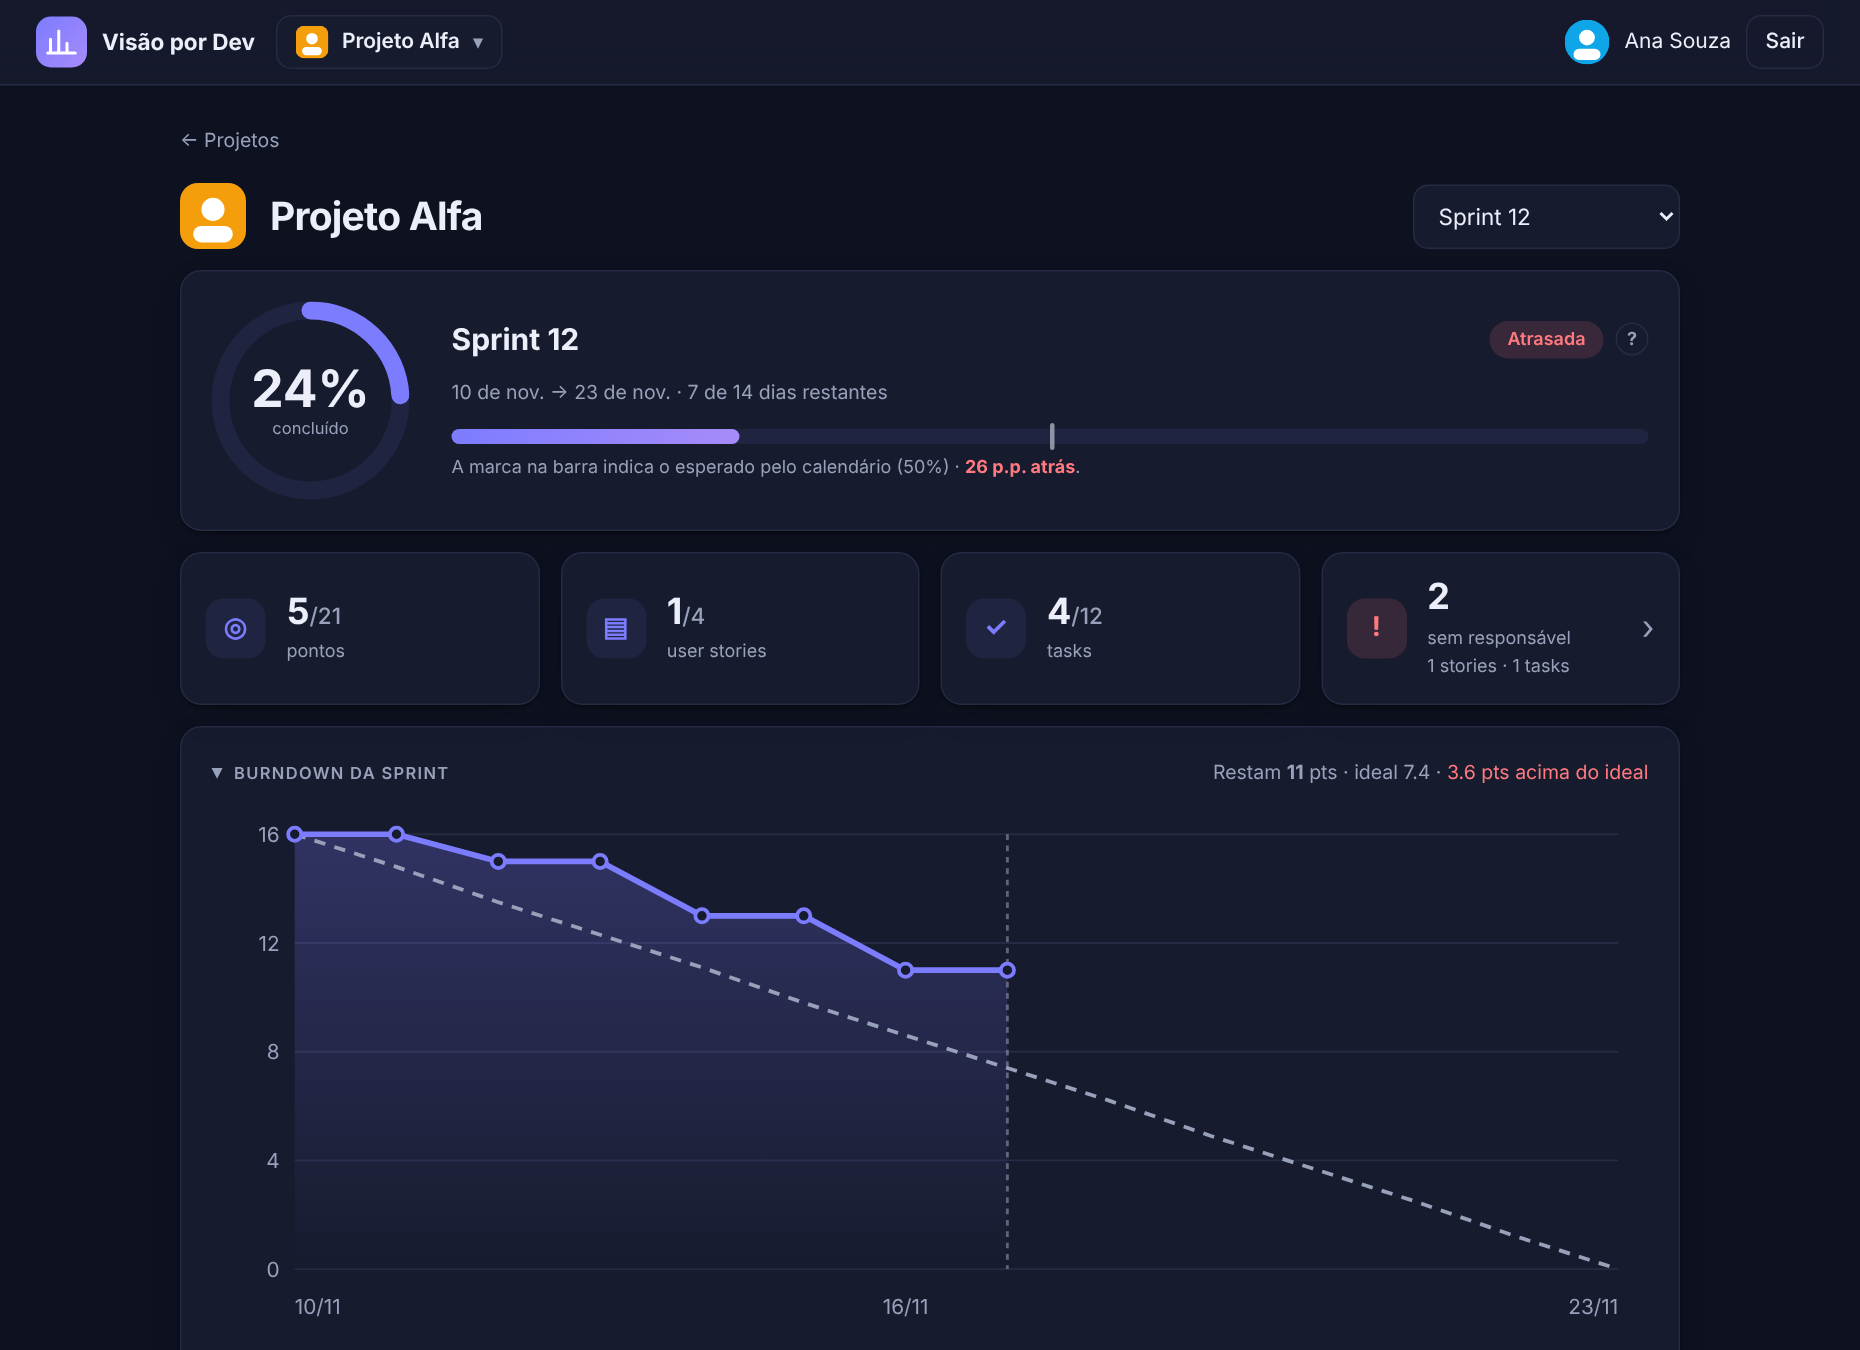 Visão por Dev
Projeto Alfa ▼
Ana Souza
Sair
← Projetos
Projeto Alfa
Sprint 12
24%
concluído
Sprint 12
Atrasada
?
10 de nov. → 23 de nov. · 7 de 14 dias restantes
A marca na barra indica o esperado pelo calendário (50%) · 26 p.p. atrás.
5/21
pontos
1/4
user stories
4/12
tasks
!
2
sem responsável
1 stories · 1 tasks
›
▼ BURNDOWN DA SPRINT
Restam 11 pts · ideal 7.4 · 3.6 pts acima do ideal
16
12
8
4
0
10/11
16/11
23/11